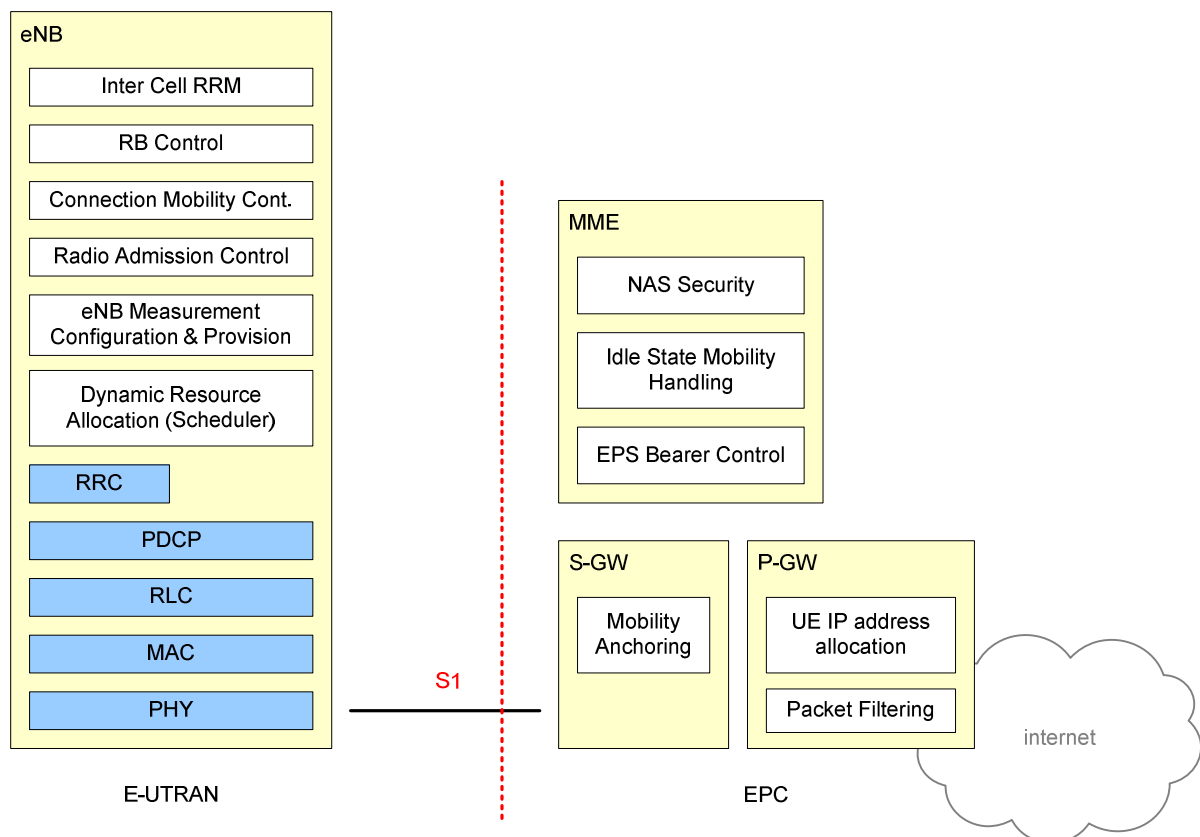 eNB
Inter Cell RRM
RB Control
Connection Mobility Cont.
Radio Admission Control
eNB Measurement
Configuration & Provision
Dynamic Resource
Allocation (Scheduler)
RRC
PDCP
RLC
MAC
PHY
S1
MME
NAS Security
Idle State Mobility
Handling
EPS Bearer Control
S-GW
Mobility
Anchoring
P-GW
UE IP address
allocation
Packet Filtering
internet
E-UTRAN
EPC